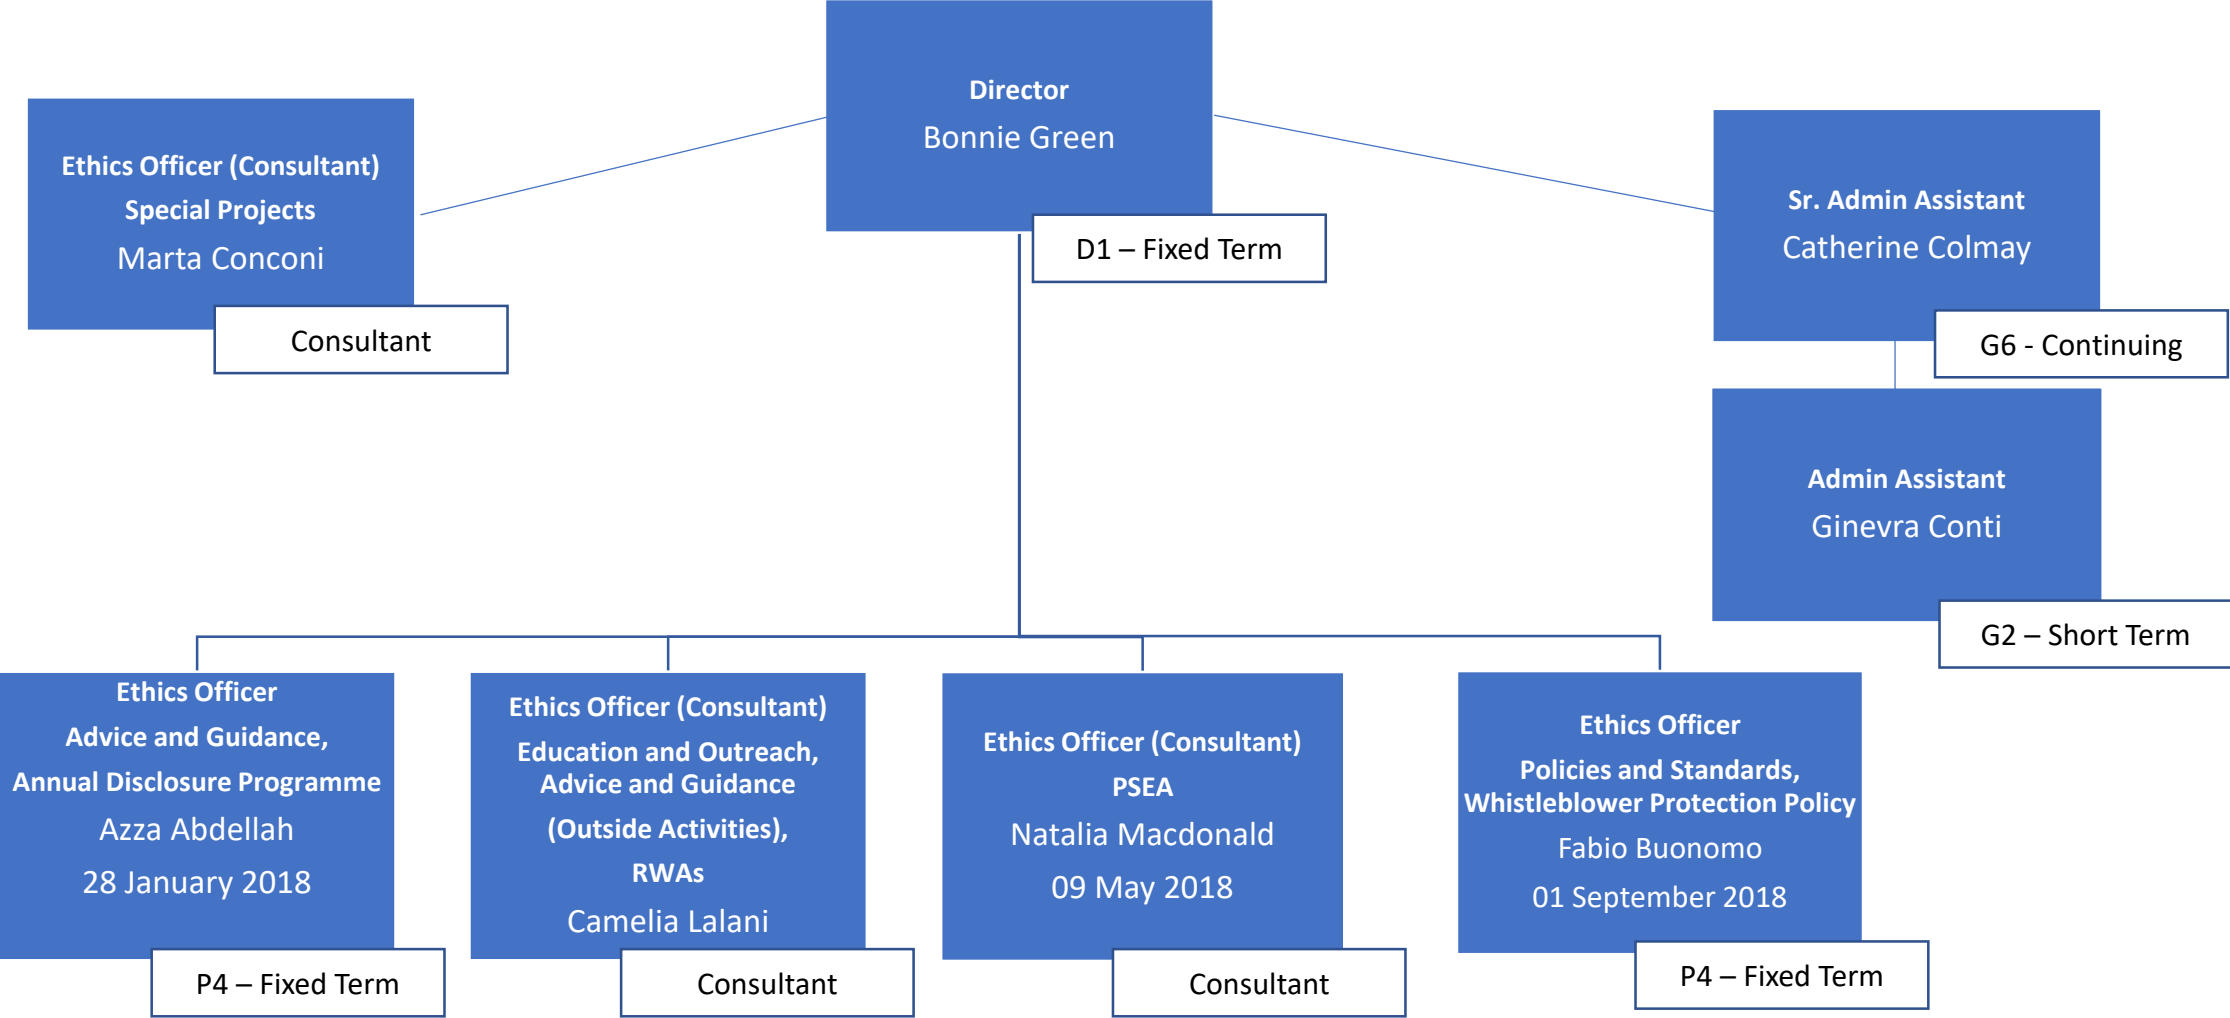 Director
Bonnie Green
D1 – Fixed Term
Ethics Officer (Consultant)
Special Projects
Marta Conconi
Consultant
Sr. Admin Assistant
Catherine Colmay
G6 - Continuing
Admin Assistant
Ginevra Conti
G2 – Short Term
Ethics Officer
Advice and Guidance,
Annual Disclosure Programme
Azza Abdellah
28 January 2018
P4 – Fixed Term
Ethics Officer (Consultant)
Education and Outreach,
Advice and Guidance
(Outside Activities),
RWAs
Camelia Lalani
Consultant
Ethics Officer (Consultant)
PSEA
Natalia Macdonald
09 May 2018
Consultant
Ethics Officer
Policies and Standards,
Whistleblower Protection Policy
Fabio Buonomo
01 September 2018
P4 – Fixed Term